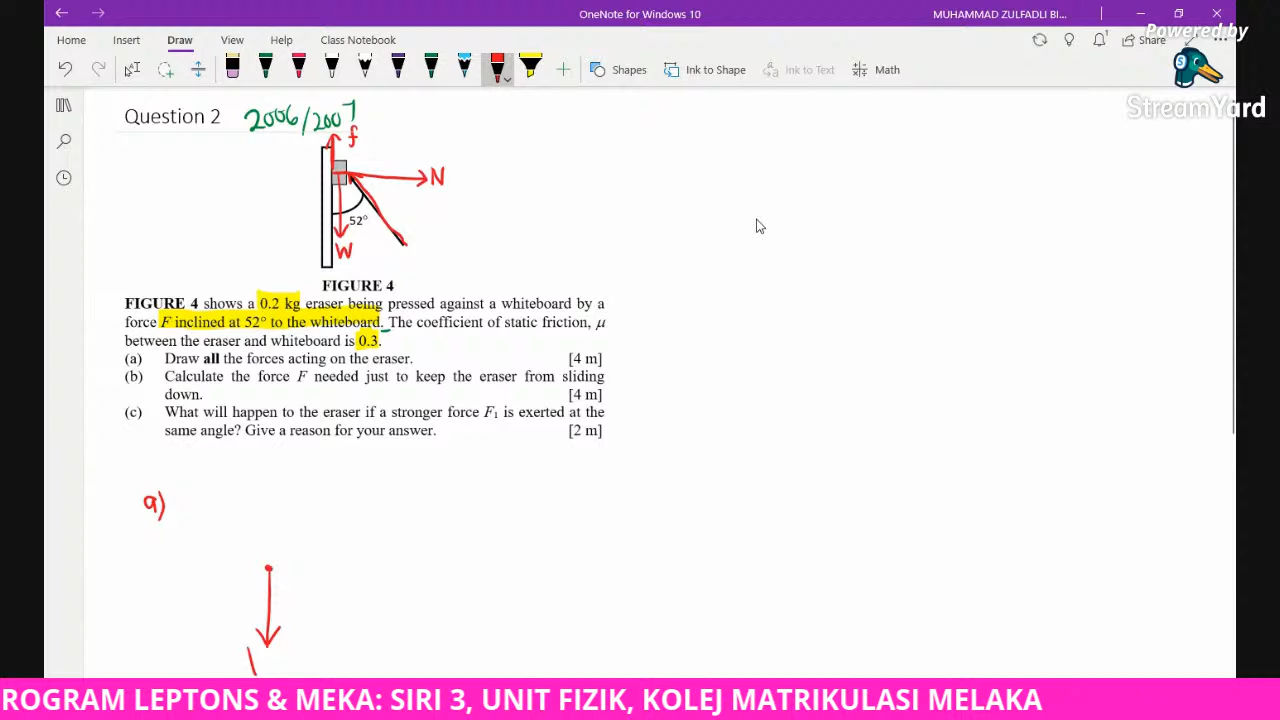 OneNote for Windows 10
MUHAMMAD ZULFADLI BI...
Powered by
Home Insert Draw View Help Class Notebook Share
Shapes Ink to Shape Ink to Text Math
StreamYard
Question 2 2006/2007
f
N
52°
W
FIGURE 4
FIGURE 4 shows a 0.2 kg eraser being pressed against a whiteboard by a
force F inclined at 52° to the whiteboard. The coefficient of static friction, μ
between the eraser and whiteboard is 0.3.
(a) Draw all the forces acting on the eraser. [4 m]
(b) Calculate the force F needed just to keep the eraser from sliding
down. [4 m]
(c) What will happen to the eraser if a stronger force F₁ is exerted at the
same angle? Give a reason for your answer. [2 m]
a)
ROGRAM LEPTONS & MEKA: SIRI 3, UNIT FIZIK, KOLEJ MATRIKULASI MELAKA